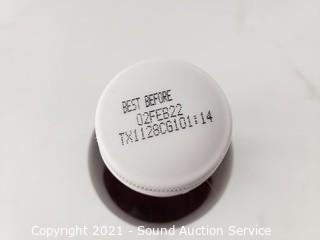 BEST BEFORE
02FEB22
TX1128CG101:14
Copyright 2021 - Sound Auction Service